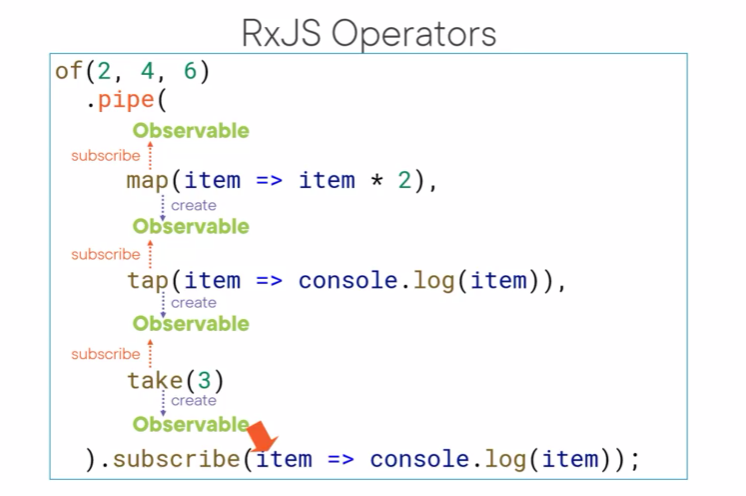 RxJS Operators
of(2, 4, 6)
.pipe(
Observable
subscribe
map(item => item * 2),
create
Observable
subscribe
tap(item => console.log(item)),
create
Observable
subscribe
take(3)
create
Observable
).subscribe(item => console.log(item));